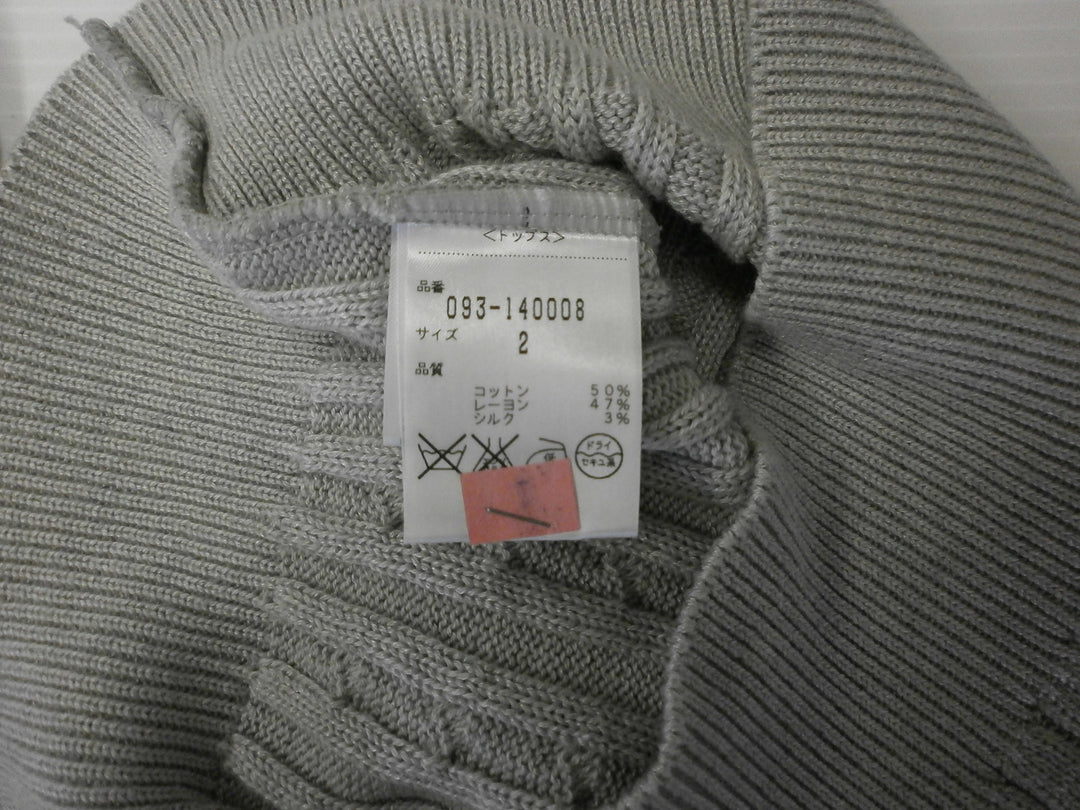 <トップス>
品番
093-140008
サイズ
2
品質
コットン 50%
レーヨン 47%
シルク 3%
低
ドライ
セキユ系